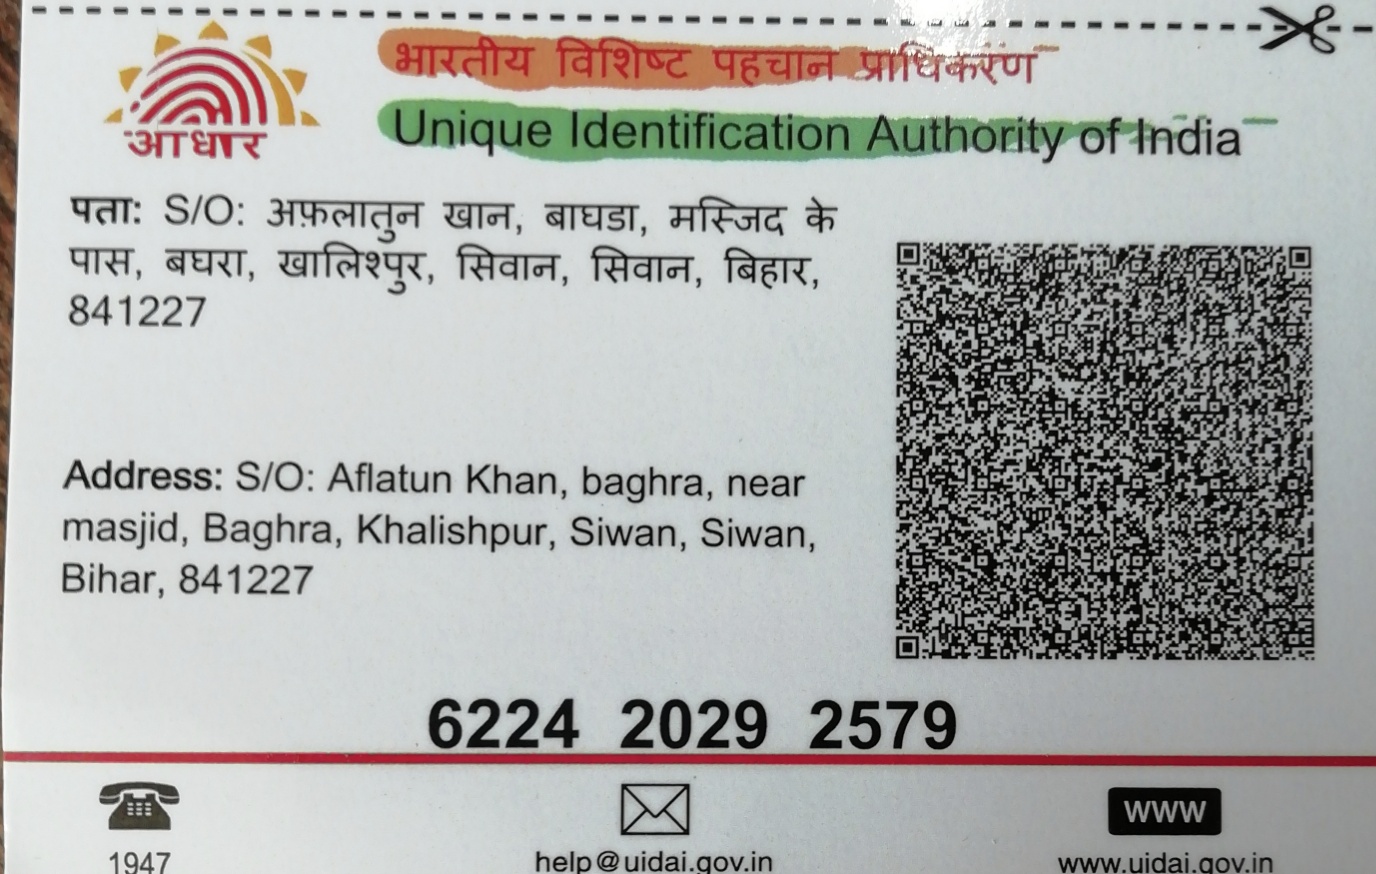 भारतीय विशिष्ट पहचान प्राधिकरण
आधार
Unique Identification Authority of India
पता: S/O: अफ़लातुन खान, बाघडा, मस्जिद के
पास, बघरा, खालिश्पुर, सिवान, सिवान, बिहार,
841227
Address: S/O: Aflatun Khan, baghra, near
masjid, Baghra, Khalishpur, Siwan, Siwan,
Bihar, 841227
6224 2029 2579
WWW
1947
help@uidai.gov.in
www.uidai.gov.in